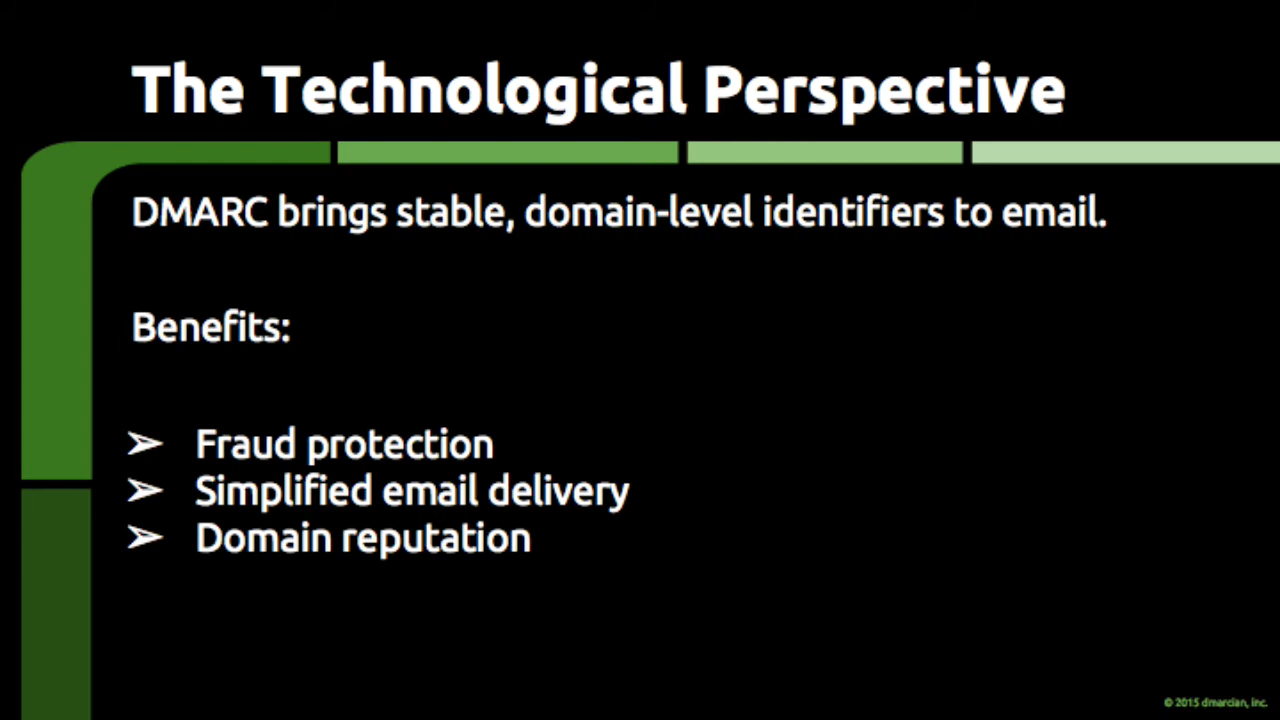 The Technological Perspective
DMARC brings stable, domain-level identifiers to email.
Benefits:
➢ Fraud protection
➢ Simplified email delivery
➢ Domain reputation
© 2015 dmarcian, inc.